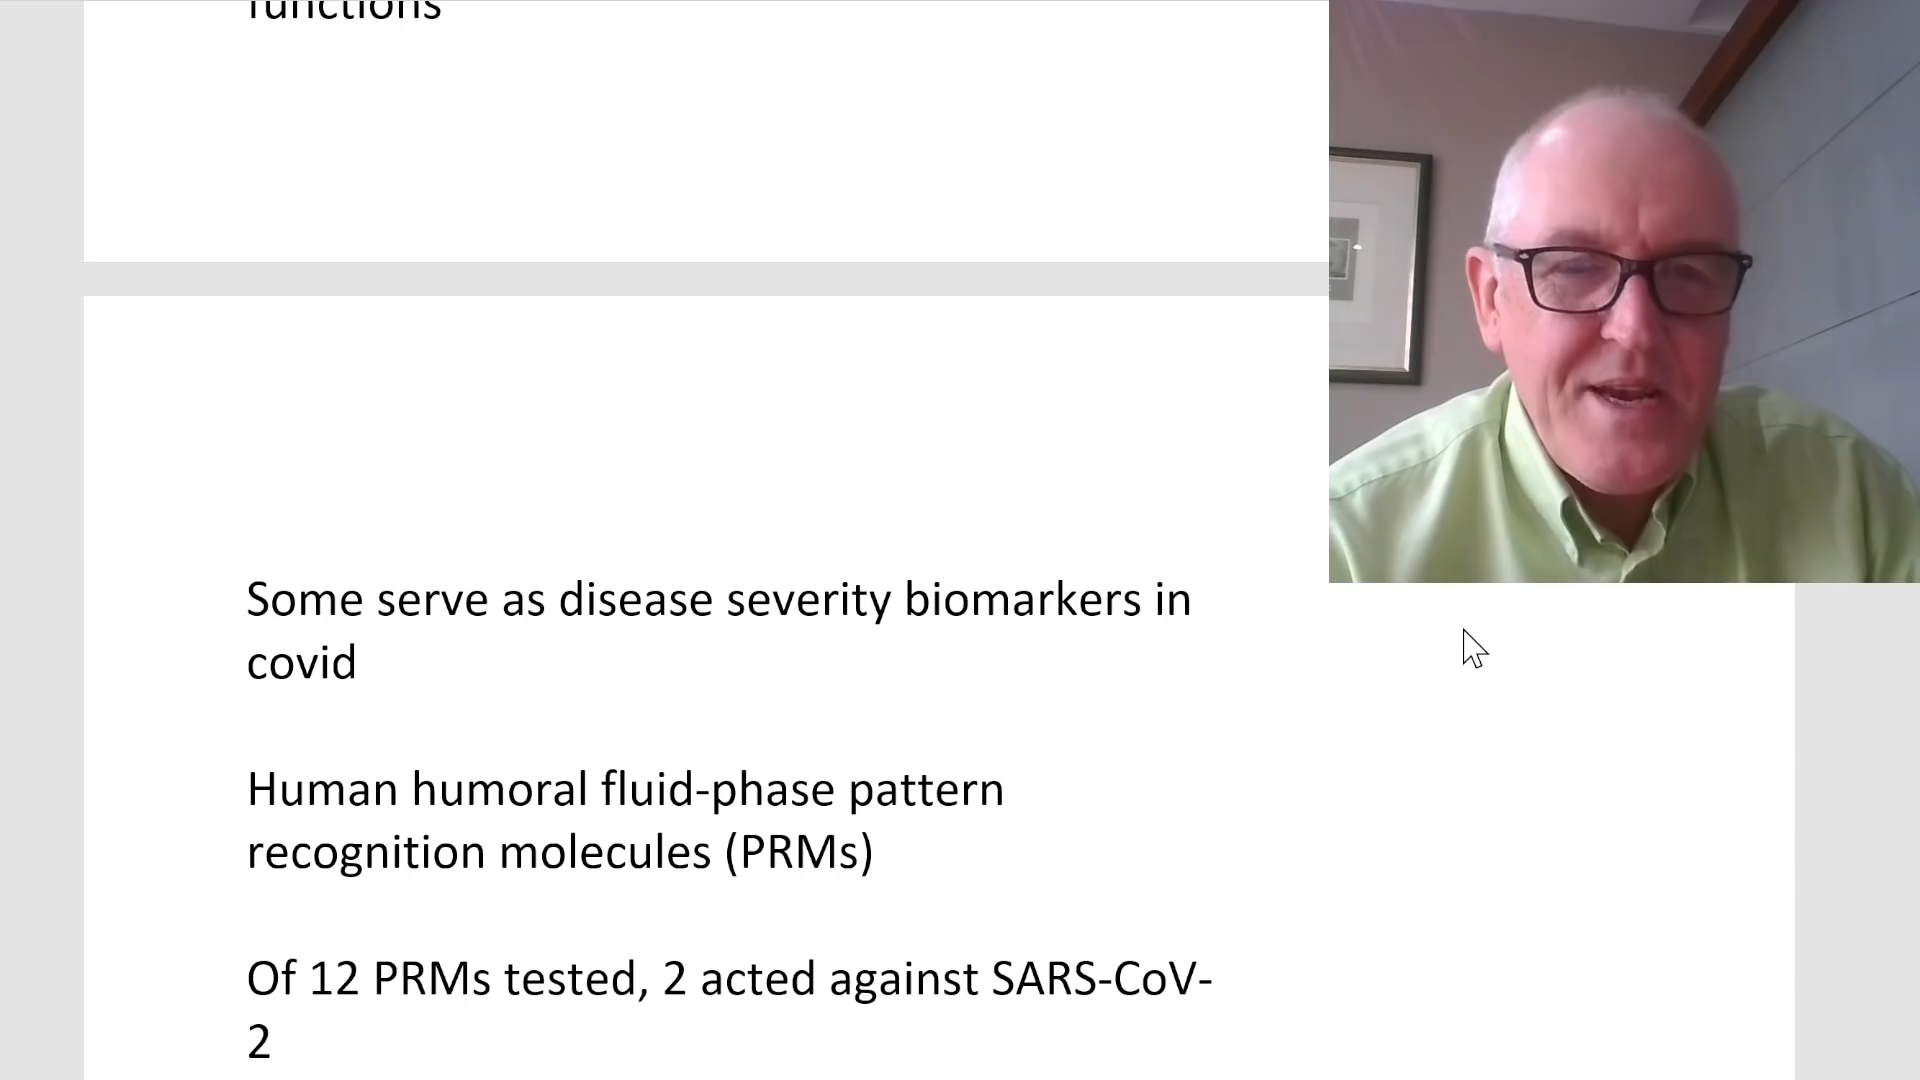 functions
Some serve as disease severity biomarkers in
covid
Human humoral fluid-phase pattern
recognition molecules (PRMs)
Of 12 PRMs tested, 2 acted against SARS-CoV-
2